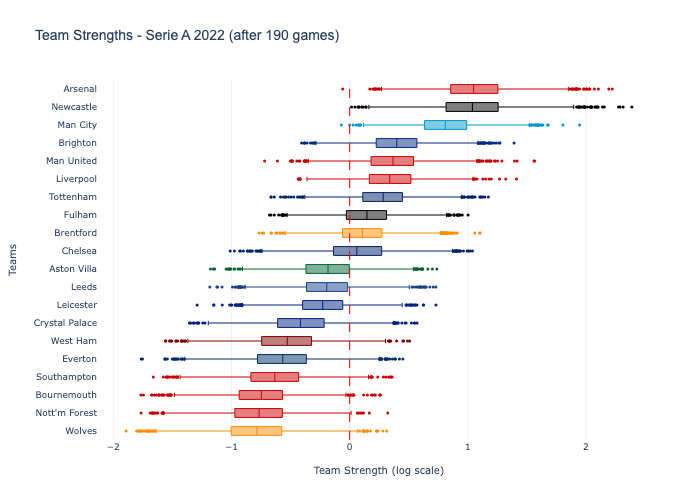 Team Strengths - Serie A 2022 (after 190 games)
Arsenal
Newcastle
Man City
Brighton
Man United
Liverpool
Tottenham
Fulham
Brentford
Chelsea
Aston Villa
Leeds
Leicester
Crystal Palace
West Ham
Everton
Southampton
Bournemouth
Nott'm Forest
Wolves
Teams
−2 −1 0 1 2
Team Strength (log scale)